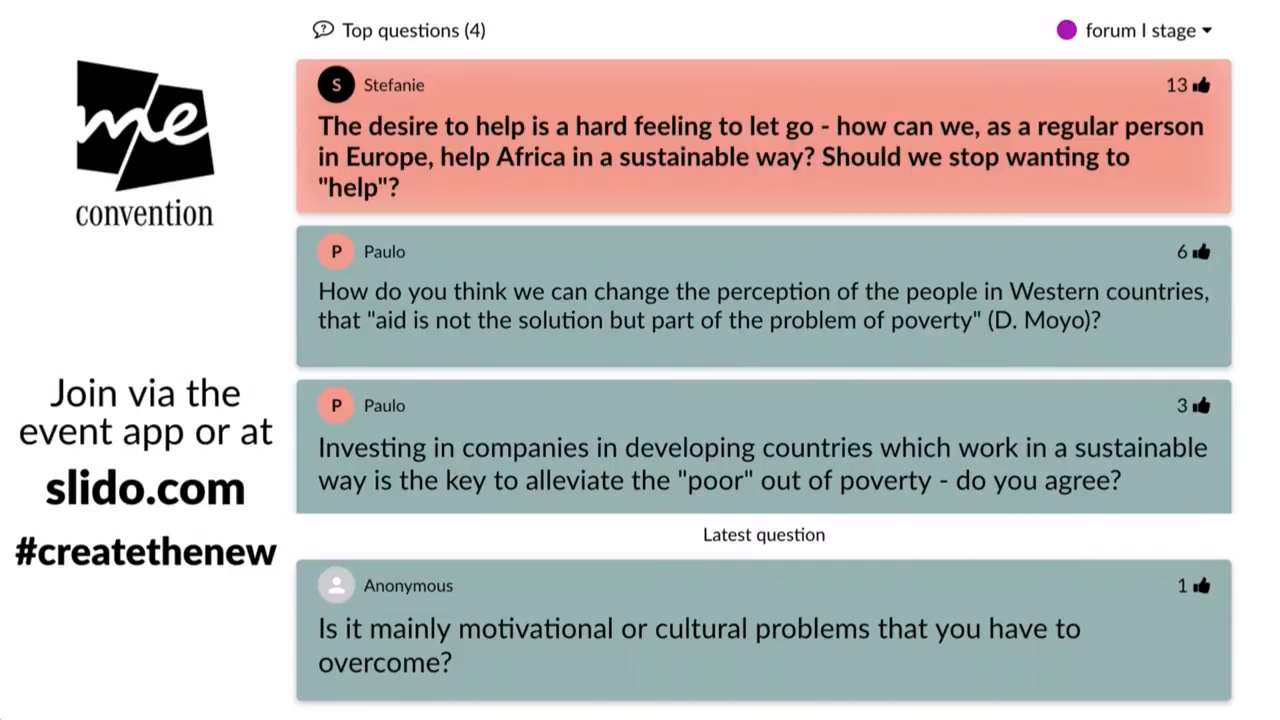 me
convention
Join via the
event app or at
slido.com
#createthenew
Top questions (4)
forum I stage
S Stefanie 13
The desire to help is a hard feeling to let go - how can we, as a regular person
in Europe, help Africa in a sustainable way? Should we stop wanting to
"help"?
P Paulo 6
How do you think we can change the perception of the people in Western countries,
that "aid is not the solution but part of the problem of poverty" (D. Moyo)?
P Paulo 3
Investing in companies in developing countries which work in a sustainable
way is the key to alleviate the "poor" out of poverty - do you agree?
Latest question
Anonymous 1
Is it mainly motivational or cultural problems that you have to
overcome?